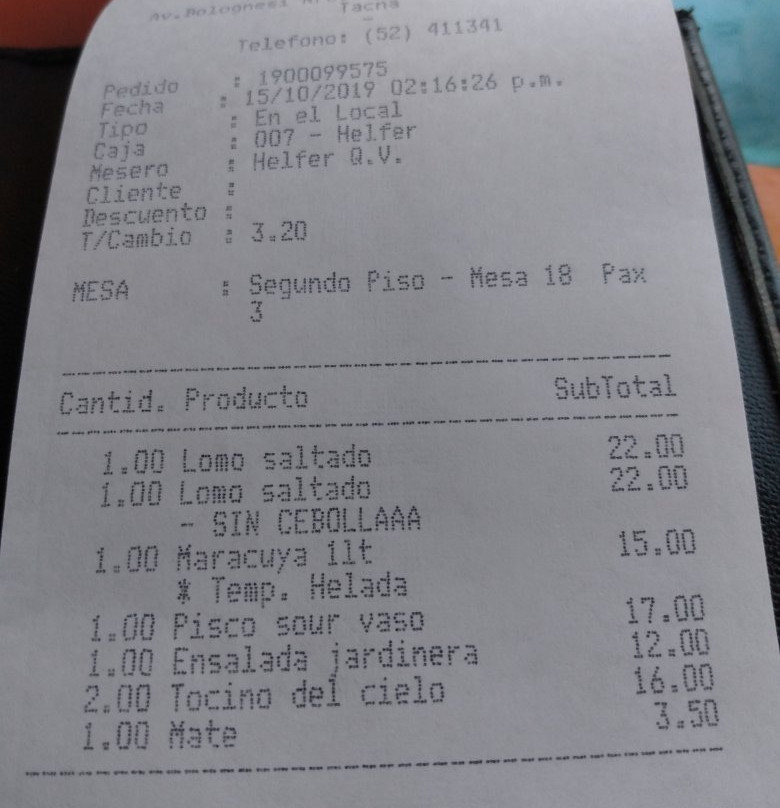 Av.Bolognesi
Tacna
Telefono: (52) 411341
Pedido : 1900099575
Fecha : 15/10/2019 02:16:26 p.m.
Tipo : En el Local
Caja : 007 - Helfer
Mesero : Helfer Q.V.
Cliente :
Descuento :
T/Cambio : 3.20
MESA : Segundo Piso - Mesa 18 Pax
3
Cantid. Producto SubTotal
1.00 Lomo saltado 22.00
1.00 Lomo saltado 22.00
- SIN CEBOLLAAA
1.00 Maracuya 1lt 15.00
* Temp. Helada
1.00 Pisco sour vaso 17.00
1.00 Ensalada jardinera 12.00
2.00 Tocino del cielo 16.00
1.00 Mate 3.50